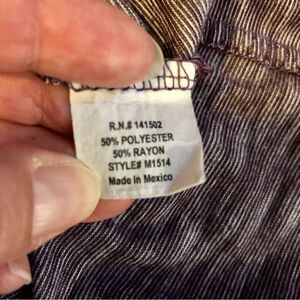 R.N.# 141502
50% POLYESTER
50% RAYON
STYLE# M1514
Made in Mexico